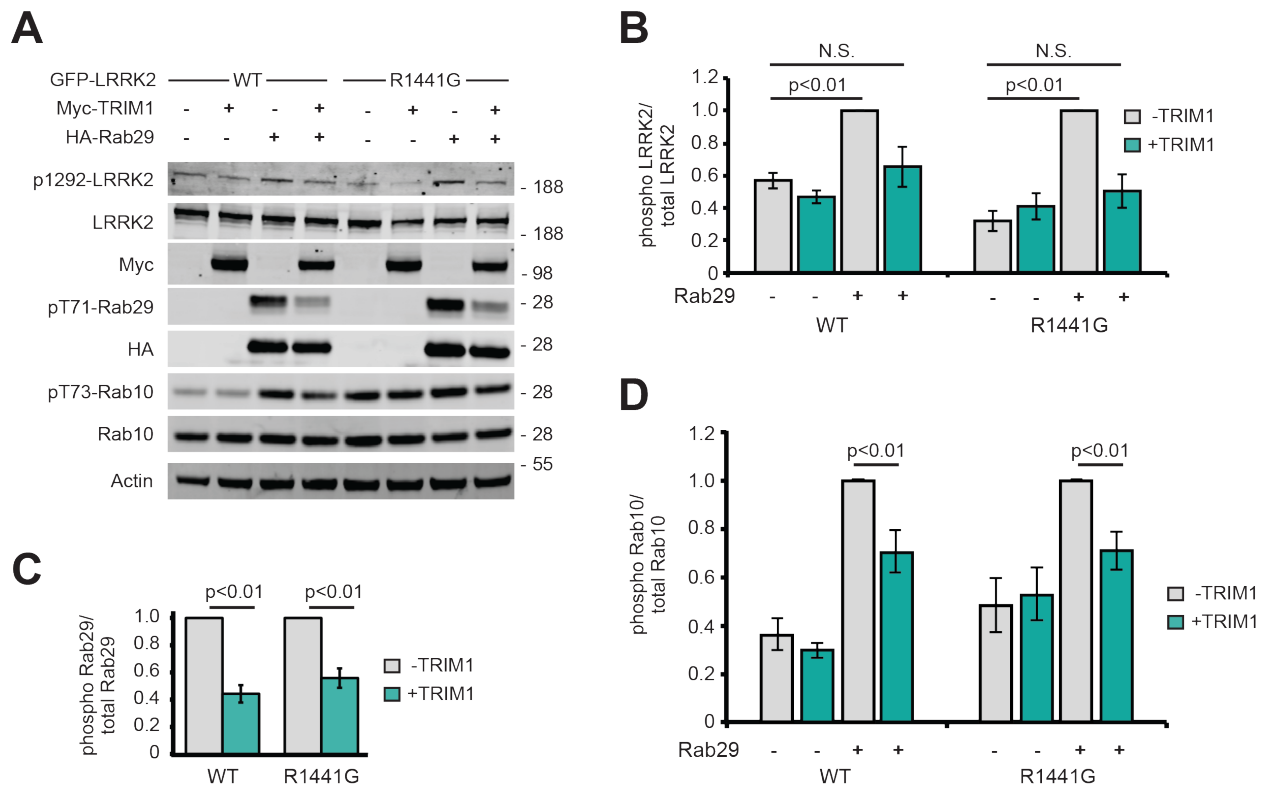 A
GFP-LRRK2 WT R1441G
Myc-TRIM1 - + - + - + - +
HA-Rab29 - - + + - - + +
p1292-LRRK2 - 188
LRRK2 - 188
Myc - 98
pT71-Rab29 - 28
HA - 28
pT73-Rab10 - 28
Rab10 - 28
- 55
Actin
B
N.S. N.S.
p<0.01 p<0.01
phospho LRRK2/
total LRRK2
1.2
1.0
0.8
0.6
0.4
0.2
0
-TRIM1
+TRIM1
Rab29 - - + + - - + +
WT R1441G
C
p<0.01 p<0.01
phospho Rab29/
total Rab29
1.0
0.8
0.6
0.4
0.2
0
-TRIM1
+TRIM1
WT R1441G
D
p<0.01 p<0.01
phospho Rab10/
total Rab10
1.2
1.0
0.8
0.6
0.4
0.2
0
-TRIM1
+TRIM1
Rab29 - - + + - - + +
WT R1441G